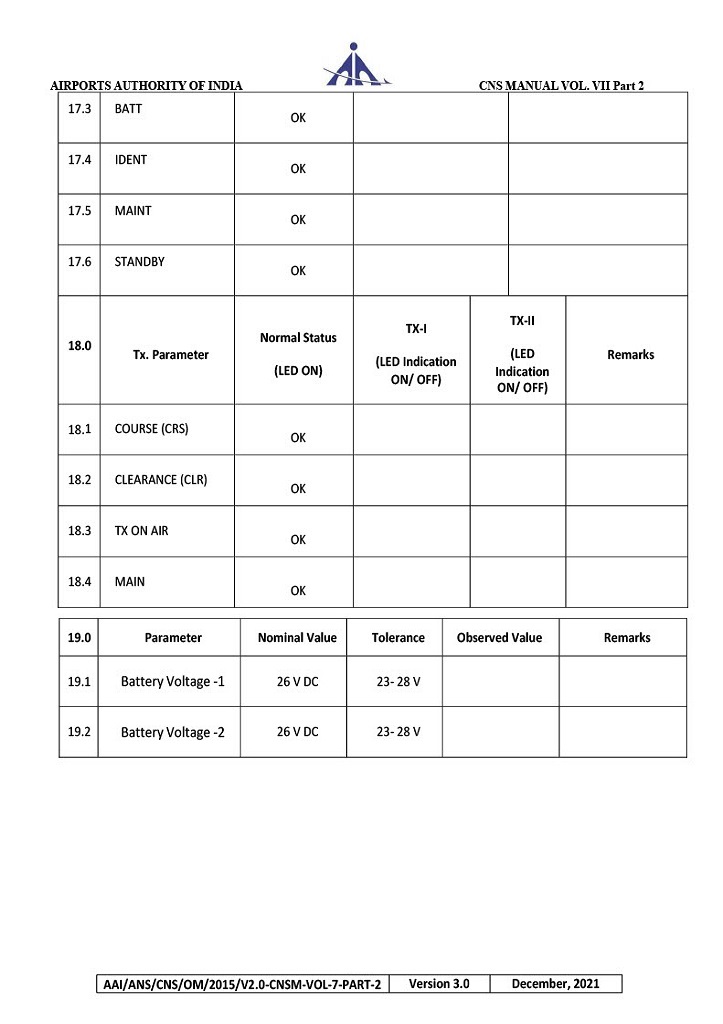 AIRPORTS AUTHORITY OF INDIA CNS MANUAL VOL. VII Part 2
17.3 BATT OK
17.4 IDENT OK
17.5 MAINT OK
17.6 STANDBY OK
18.0 Tx. Parameter Normal Status (LED ON) TX-I (LED Indication ON/ OFF) TX-II (LED Indication ON/ OFF) Remarks
18.1 COURSE (CRS) OK
18.2 CLEARANCE (CLR) OK
18.3 TX ON AIR OK
18.4 MAIN OK
19.0 Parameter Nominal Value Tolerance Observed Value Remarks
19.1 Battery Voltage -1 26 V DC 23- 28 V
19.2 Battery Voltage -2 26 V DC 23- 28 V
AAI/ANS/CNS/OM/2015/V2.0-CNSM-VOL-7-PART-2 Version 3.0 December, 2021